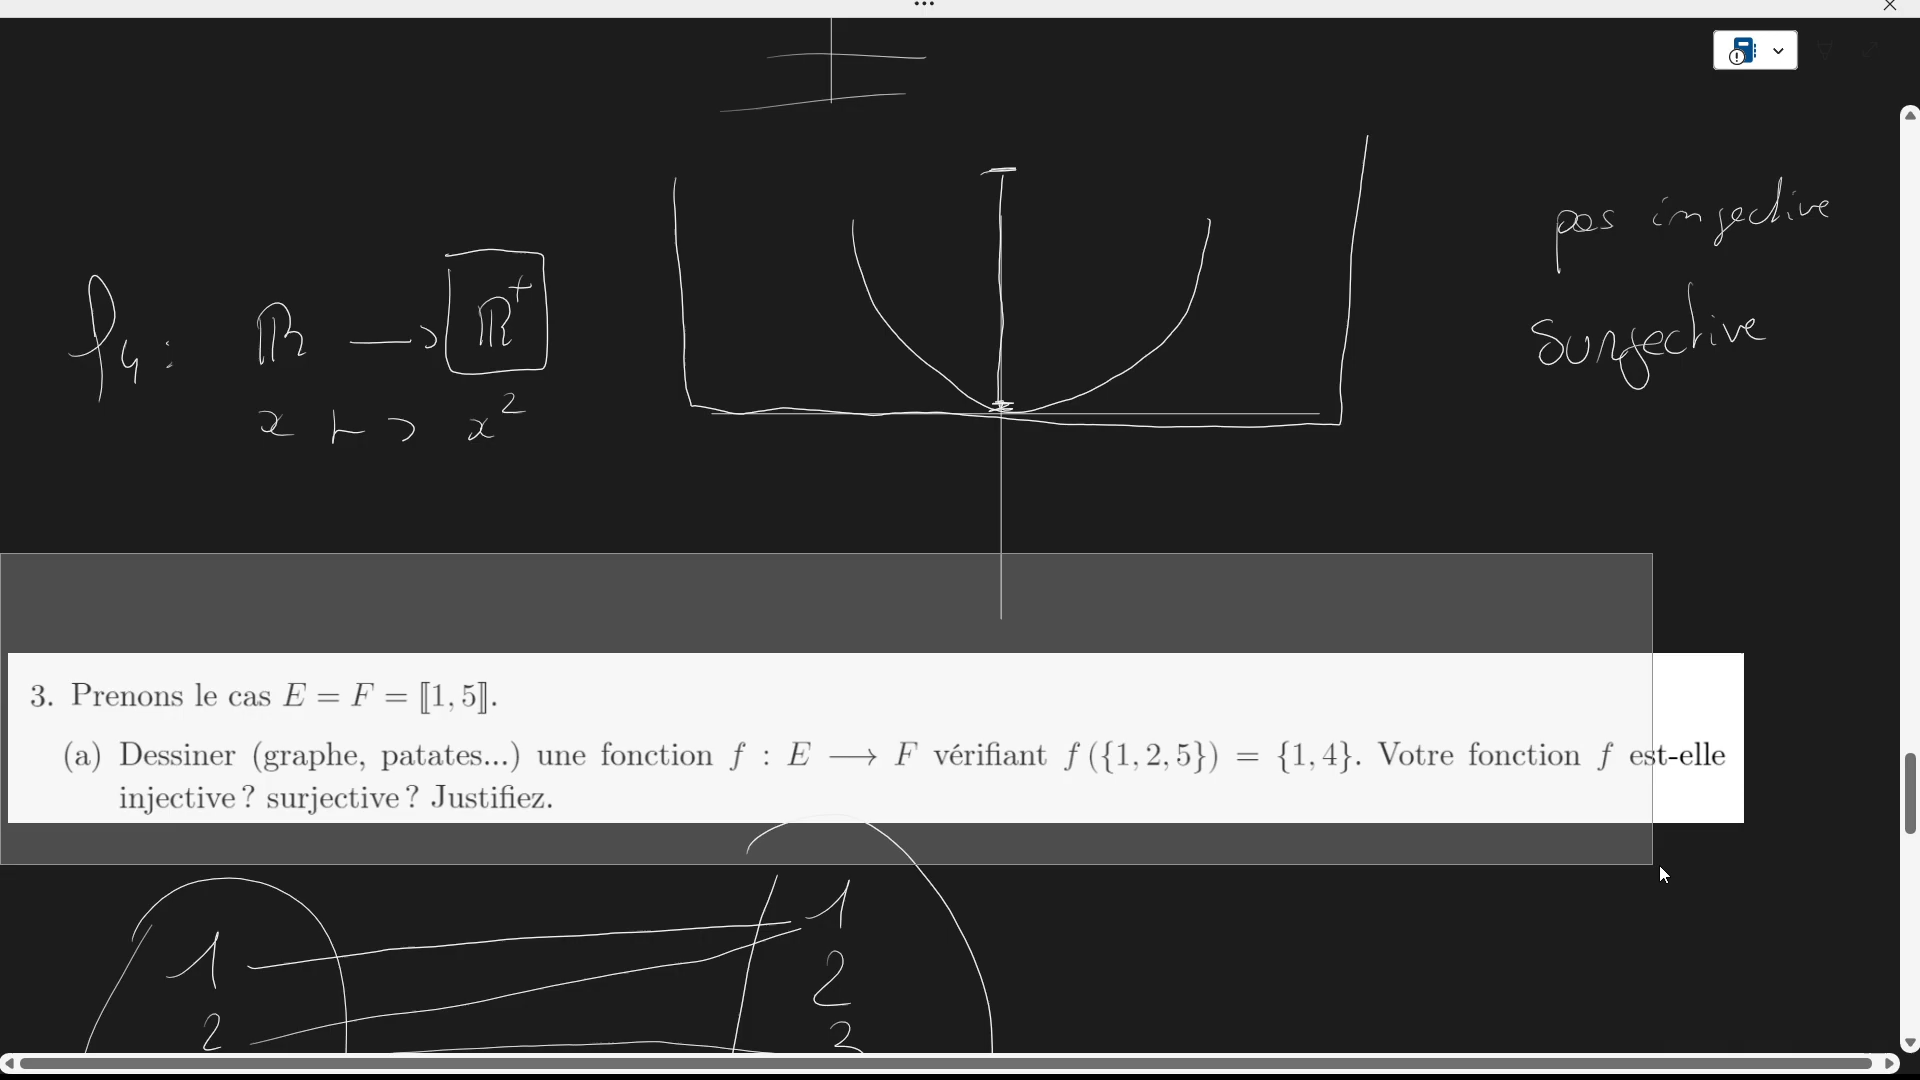 pas injective
f₄ : ℝ → ℝ⁺
surjective
x ↦ x²
3. Prenons le cas E = F = ⟦1, 5⟧.
(a) Dessiner (graphe, patates...) une fonction f : E ⟶ F vérifiant f ({1, 2, 5}) = {1, 4}. Votre fonction f est-elle
injective ? surjective ? Justifiez.
1 1
2 2
3